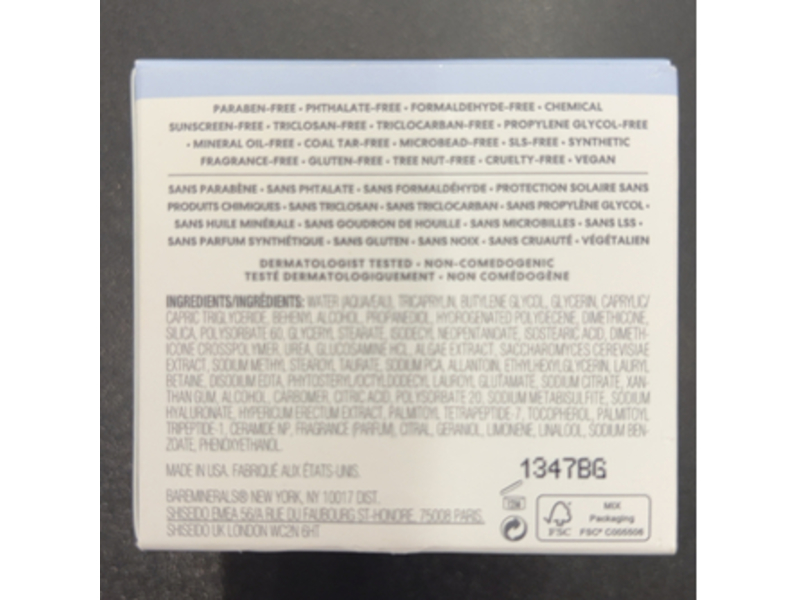 PARABEN-FREE • PHTHALATE-FREE • FORMALDEHYDE-FREE • CHEMICAL
SUNSCREEN-FREE • TRICLOSAN-FREE • TRICLOCARBAN-FREE • PROPYLENE GLYCOL-FREE
• MINERAL OIL-FREE • COAL TAR-FREE • MICROBEAD-FREE • SLS-FREE • SYNTHETIC
FRAGRANCE-FREE • GLUTEN-FREE • TREE NUT-FREE • CRUELTY-FREE • VEGAN
SANS PARABÈNE • SANS PHTALATE • SANS FORMALDÉHYDE • PROTECTION SOLAIRE SANS
PRODUITS CHIMIQUES • SANS TRICLOSAN • SANS TRICLOCARBAN • SANS PROPYLÈNE GLYCOL •
SANS HUILE MINÉRALE • SANS GOUDRON DE HOUILLE • SANS MICROBILLES • SANS LSS •
SANS PARFUM SYNTHÉTIQUE • SANS GLUTEN • SANS NOIX • SANS CRUAUTÉ • VÉGÉTALIEN
DERMATOLOGIST TESTED • NON-COMEDOGENIC
TESTÉ DERMATOLOGIQUEMENT • NON COMÉDOGÈNE
INGREDIENTS/INGRÉDIENTS: WATER (AQUA/EAU), TRICAPRYLIN, BUTYLENE GLYCOL, GLYCERIN, CAPRYLIC/
CAPRIC TRIGLYCERIDE, BEHENYL ALCOHOL, PROPANEDIOL, HYDROGENATED POLYDECENE, DIMETHICONE,
SILICA, POLYSORBATE 60, GLYCERYL STEARATE, ISODECYL NEOPENTANOATE, ISOSTEARIC ACID, DIMETH-
ICONE CROSSPOLYMER, UREA, GLUCOSAMINE HCL, ALGAE EXTRACT, SACCHAROMYCES CEREVISIAE
EXTRACT, SODIUM METHYL STEAROYL TAURATE, SODIUM PCA, ALLANTOIN, ETHYLHEXYLGLYCERIN, LAURYL
BETAINE, DISODIUM EDTA, PHYTOSTERYL/OCTYLDODECYL LAUROYL GLUTAMATE, SODIUM CITRATE, XAN-
THAN GUM, ALCOHOL, CARBOMER, CITRIC ACID, POLYSORBATE 20, SODIUM METABISULFITE, SODIUM
HYALURONATE, HYPERICUM ERECTUM EXTRACT, PALMITOYL TETRAPEPTIDE-7, TOCOPHEROL, PALMITOYL
TRIPEPTIDE-1, CERAMIDE NP, FRAGRANCE (PARFUM), CITRAL, GERANIOL, LIMONENE, LINALOOL, SODIUM BEN-
ZOATE, PHENOXYETHANOL.
MADE IN USA. FABRIQUÉ AUX ÉTATS-UNIS.
1347BG
BAREMINERALS® NEW YORK, NY 10017 DIST.
SHISEIDO EMEA 56/A RUE DU FAUBOURG ST-HONORE, 75008 PARIS.
SHISEIDO UK LONDON WC2N 6HT
12M
FSC
MIX
Packaging